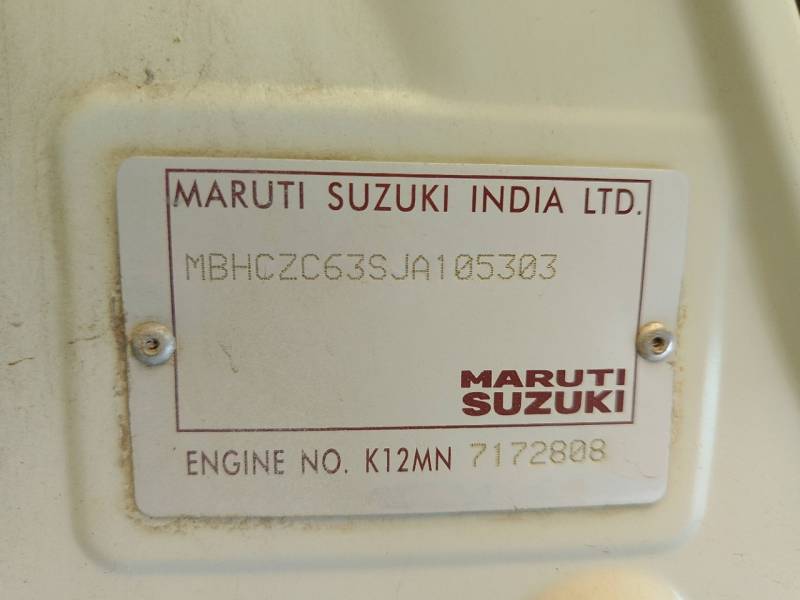 MARUTI SUZUKI INDIA LTD.
MBHCZC63SJA105303
MARUTI
SUZUKI
ENGINE NO. K12MN 7172808